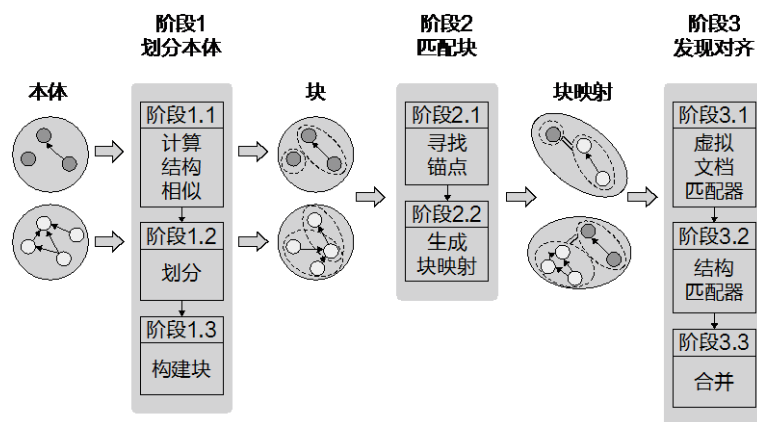 阶段1
划分本体
阶段2
匹配块
阶段3
发现对齐
本体
块
块映射
阶段1.1
计算
结构
相似
阶段1.2
划分
阶段1.3
构建块
阶段2.1
寻找
锚点
阶段2.2
生成
块映射
阶段3.1
虚拟
文档
匹配器
阶段3.2
结构
匹配器
阶段3.3
合并